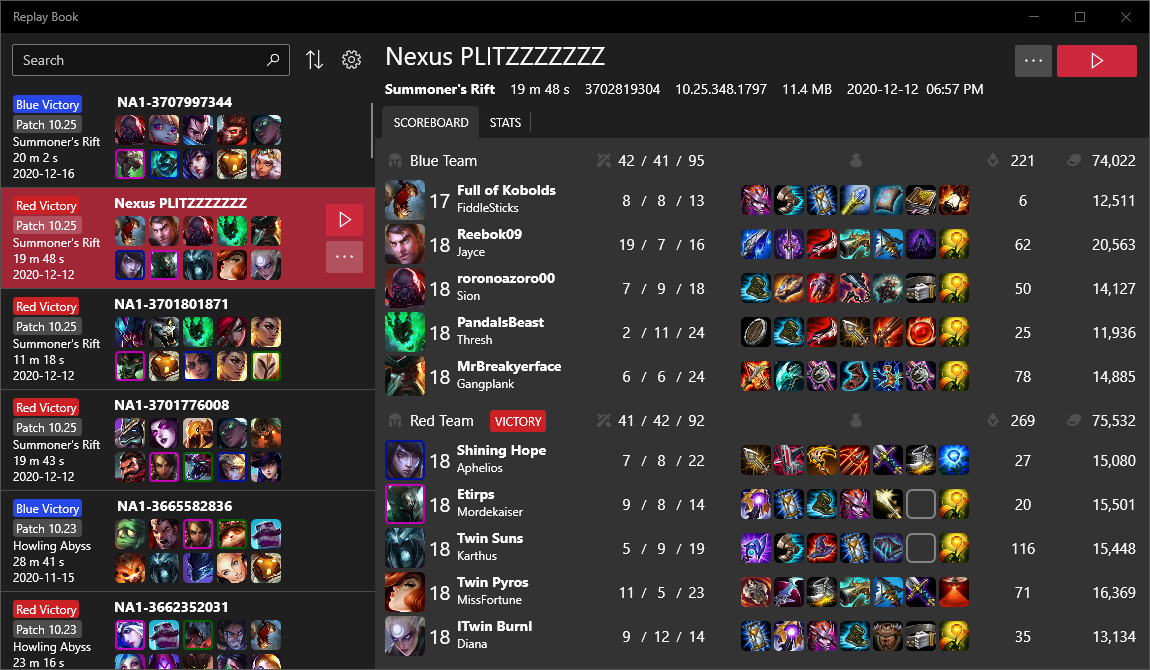 Replay Book
Search
Blue Victory
Patch 10.25
Summoner's Rift
20 m 2 s
2020-12-16
NA1-3707997344
Red Victory
Patch 10.25
Summoner's Rift
19 m 48 s
2020-12-12
Nexus PLITZZZZZZZ
Red Victory
Patch 10.25
Summoner's Rift
11 m 18 s
2020-12-12
NA1-3701801871
Red Victory
Patch 10.25
Summoner's Rift
19 m 43 s
2020-12-12
NA1-3701776008
Blue Victory
Patch 10.23
Howling Abyss
28 m 41 s
2020-11-15
NA1-3665582836
Red Victory
Patch 10.23
Howling Abyss
23 m 16 s
NA1-3662352031
Nexus PLITZZZZZZZ
Summoner's Rift 19 m 48 s 3702819304 10.25.348.1797 11.4 MB 2020-12-12 06:57 PM
SCOREBOARD STATS
Blue Team 42 / 41 / 95 221 74,022
17 Full of Kobolds 8 / 8 / 13 6 12,511
FiddleSticks
18 Reebok09 19 / 7 / 16 62 20,563
Jayce
18 roronoazoro00 7 / 9 / 18 50 14,127
Sion
18 PandaIsBeast 2 / 11 / 24 25 11,936
Thresh
18 MrBreakyerface 6 / 6 / 24 78 14,885
Gangplank
Red Team VICTORY 41 / 42 / 92 269 75,532
18 Shining Hope 7 / 8 / 22 27 15,080
Aphelios
18 Etirps 9 / 8 / 14 20 15,501
Mordekaiser
18 Twin Suns 5 / 9 / 19 116 15,448
Karthus
18 Twin Pyros 11 / 5 / 23 71 16,369
MissFortune
18 ITwin BurnI 9 / 12 / 14 35 13,134
Diana